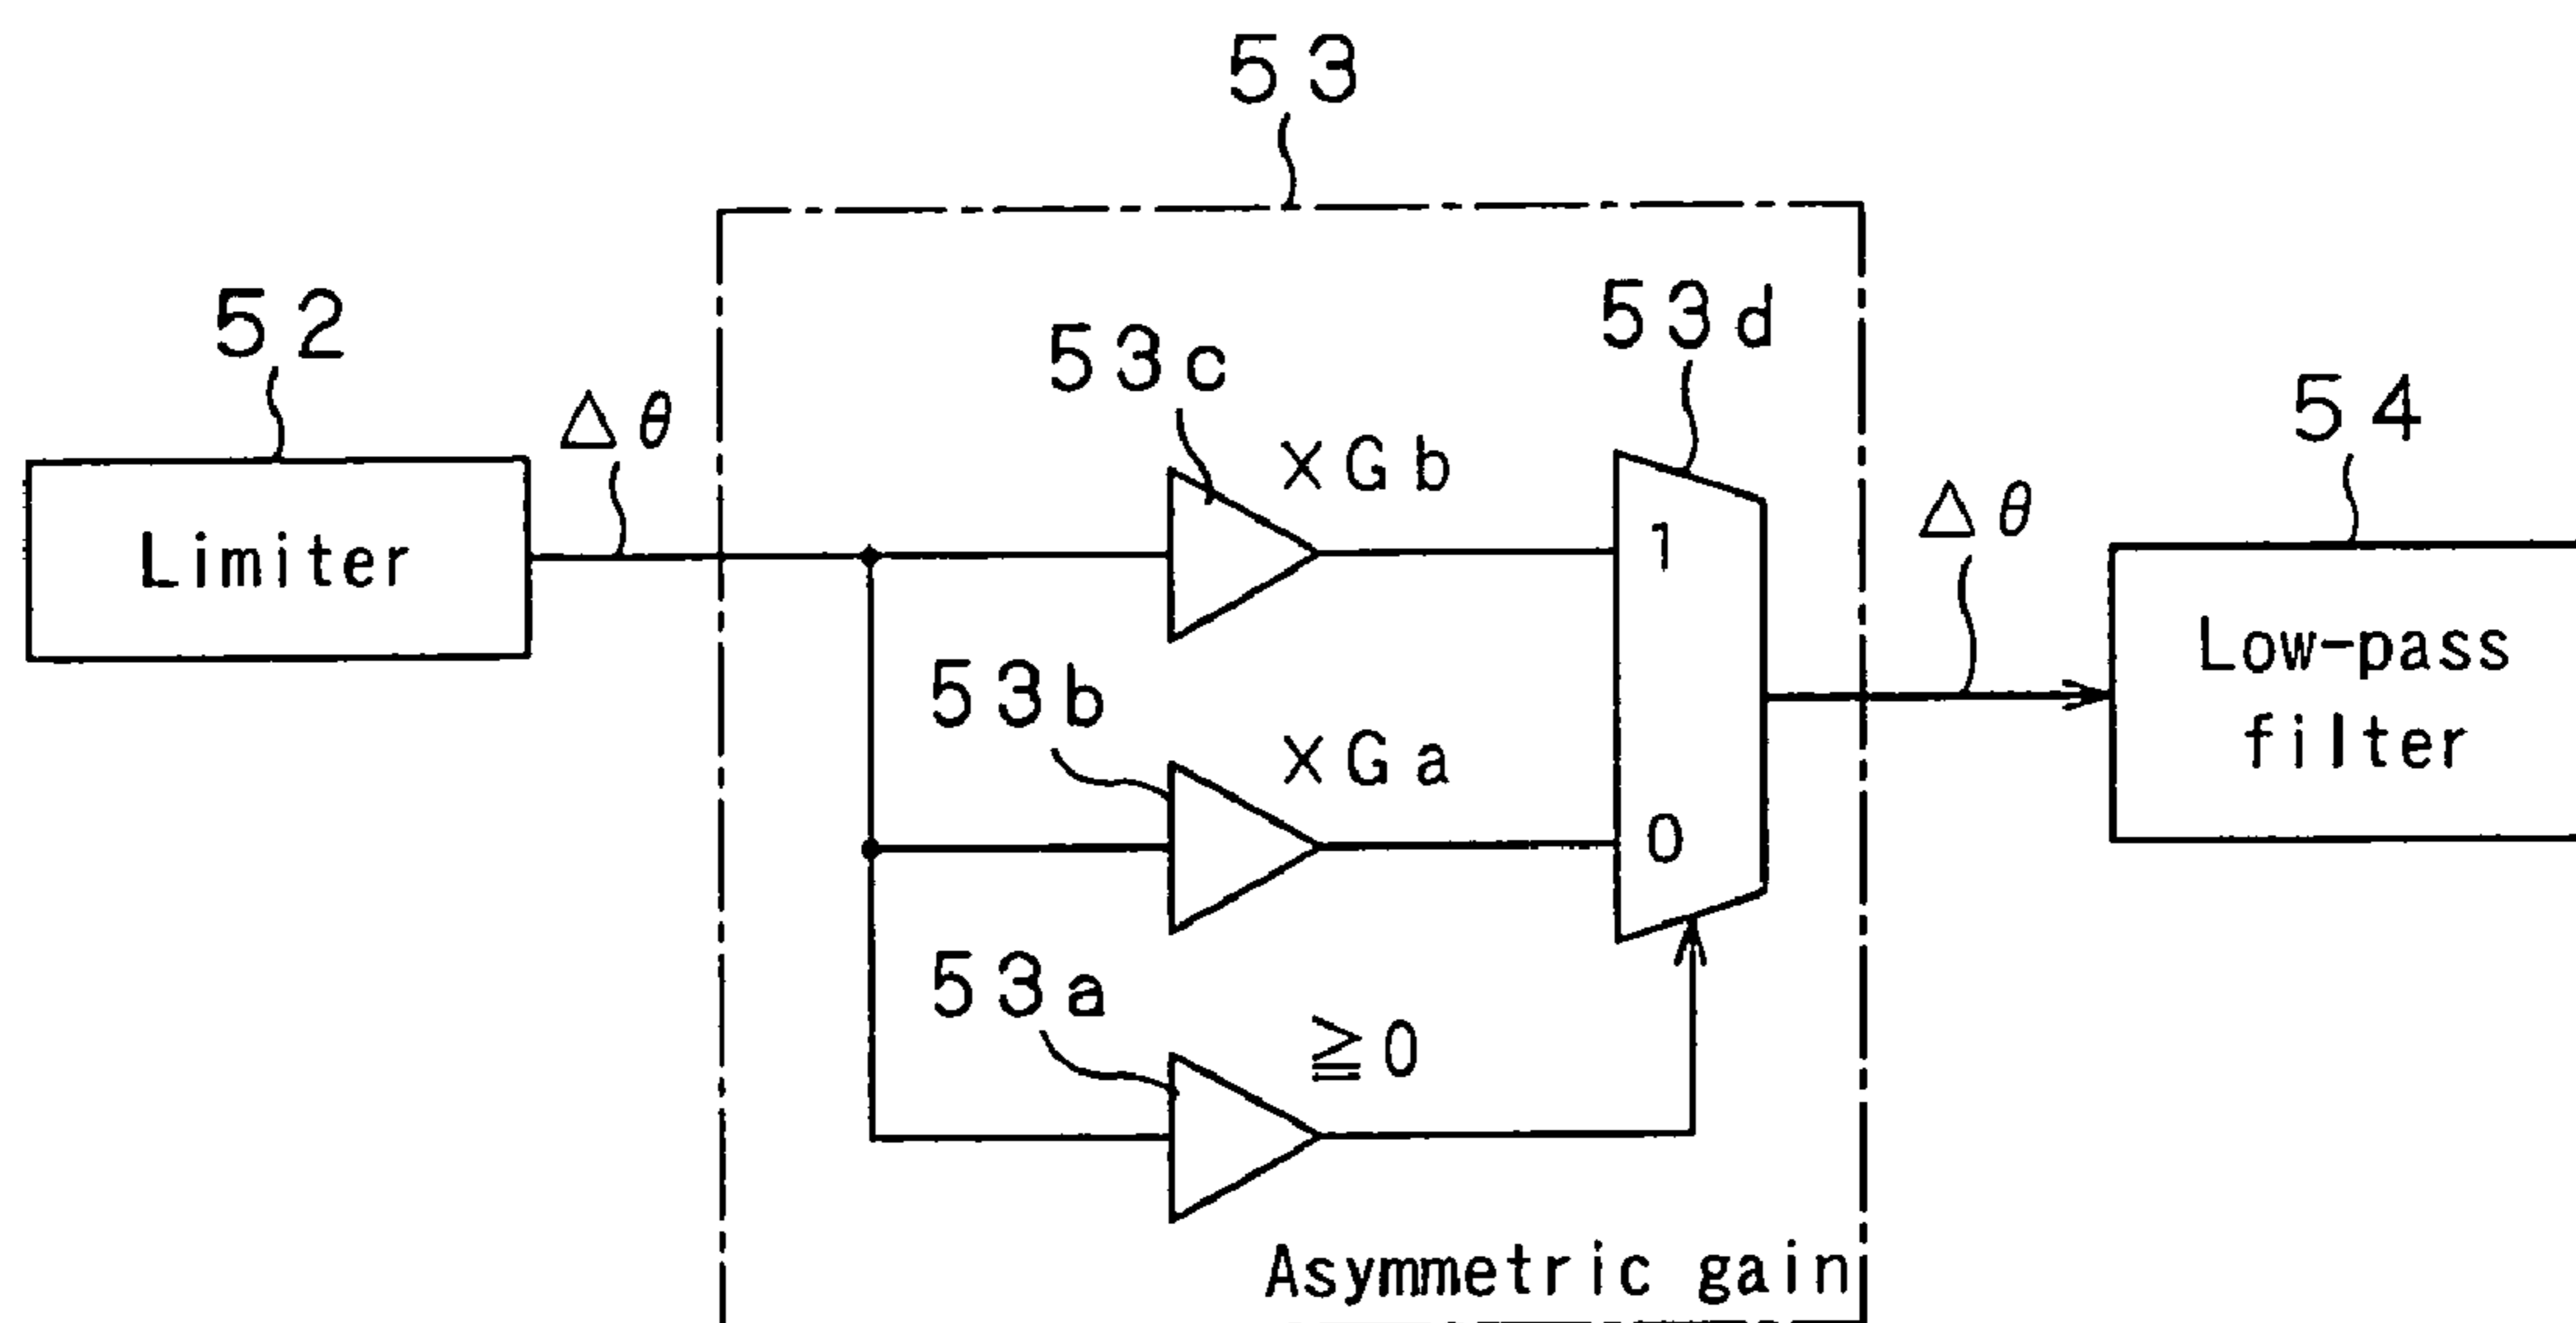 53
52
Limiter
Δθ
53c
×Gb
53d
1
53b
×Ga
0
53a
≧0
Asymmetric gain
Δθ
54
Low-pass
filter